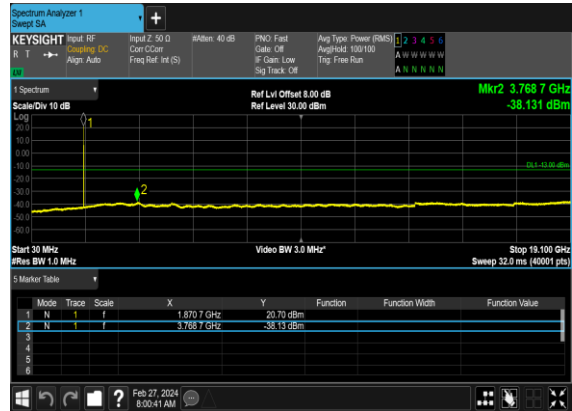 Spectrum Analyzer 1
Swept SA
+
KEYSIGHT Input: RF Input Z: 50 Ω #Atten: 40 dB PNO: Fast Avg Type: Power (RMS) 1 2 3 4 5 6
R T Coupling: DC Corr CCorr Gate: Off Avg|Hold: 100/100 A W W W W W
Align: Auto Freq Ref: Int (S) IF Gain: Low Trig: Free Run
LW Sig Track: Off A N N N N N
1 Spectrum Ref Lvl Offset 8.00 dB Mkr2 3.768 7 GHz
Scale/Div 10 dB Ref Level 30.00 dBm -38.131 dBm
Log
20.0 1
10.0
0.00
-10.0 DL1 -13.00 dBm
-20.0
-30.0 2
-40.0
-50.0
-60.0
Start 30 MHz Video BW 3.0 MHz* Stop 19.100 GHz
#Res BW 1.0 MHz Sweep 32.0 ms (40001 pts)
5 Marker Table
Mode Trace Scale X Y Function Function Width Function Value
1 N 1 f 1.870 7 GHz 20.70 dBm
2 N 1 f 3.768 7 GHz -38.13 dBm
3
4
5
6
? Feb 27, 2024
8:00:41 AM